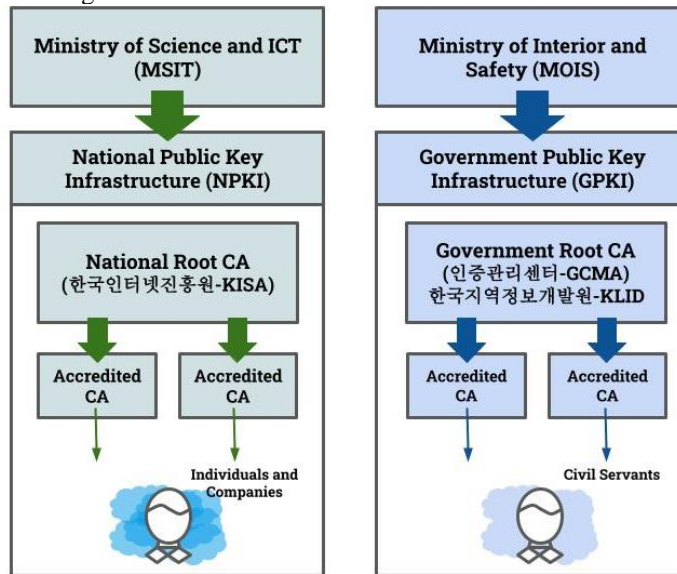 Ministry of Science and ICT
(MSIT)
National Public Key
Infrastructure (NPKI)
National Root CA
(한국인터넷진흥원-KISA)
Accredited
CA
Accredited
CA
Individuals and
Companies
Ministry of Interior and
Safety (MOIS)
Government Public Key
Infrastructure (GPKI)
Government Root CA
(인증관리센터-GCMA)
한국지역정보개발원-KLID
Accredited
CA
Accredited
CA
Civil Servants